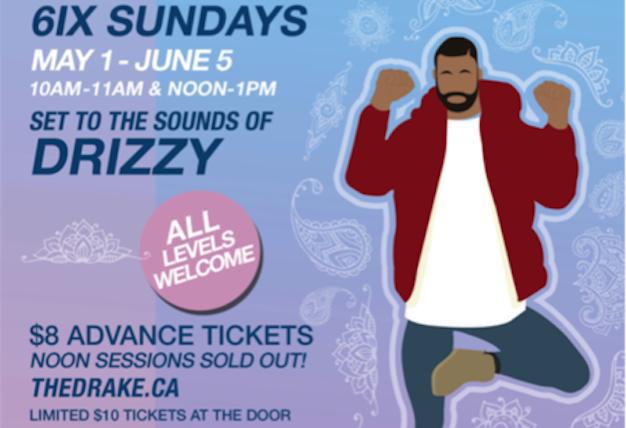 6IX SUNDAYS
MAY 1 - JUNE 5
10AM-11AM & NOON-1PM
SET TO THE SOUNDS OF
DRIZZY
ALL
LEVELS
WELCOME
$8 ADVANCE TICKETS
NOON SESSIONS SOLD OUT!
THEDRAKE.CA
LIMITED $10 TICKETS AT THE DOOR